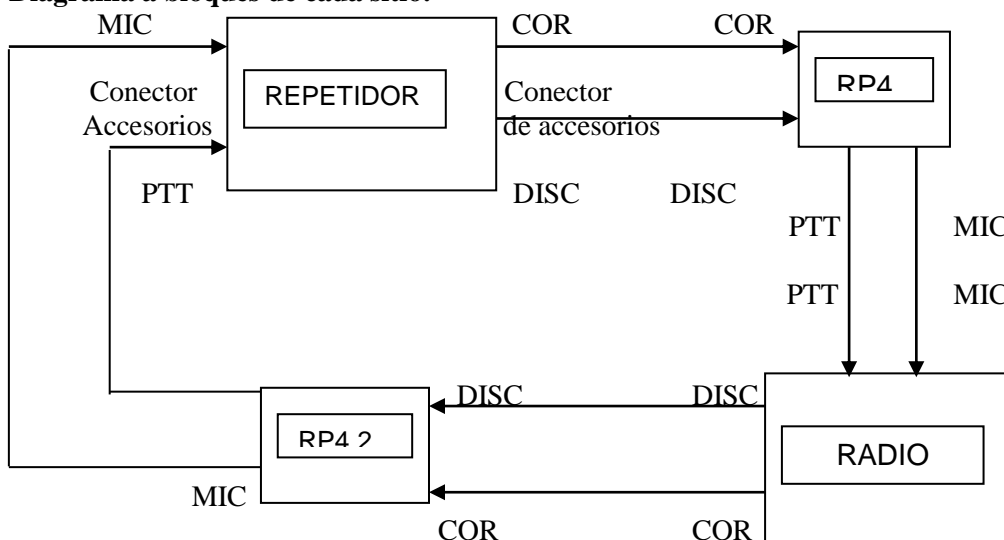 Diagrama a bloques de cada sitio.
MIC COR COR
REPETIDOR
RP4
Conector
Accesorios
Conector
de accesorios
PTT DISC DISC
PTT MIC
PTT MIC
DISC DISC
RP4 2
RADIO
MIC
COR COR